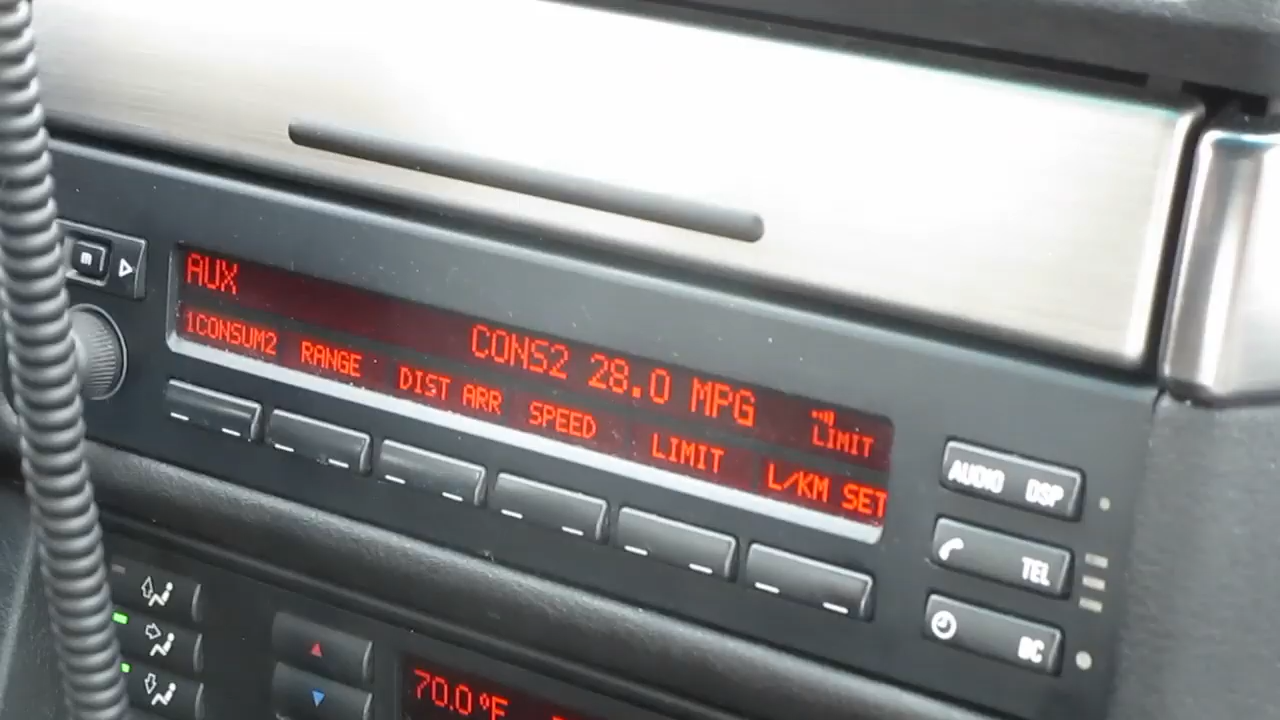 m
AUX
CONS2 28.0 MPG
LIMIT
1CONSUM2 RANGE DIST ARR SPEED LIMIT L/KM SET
AUDIO DSP
TEL
BC
70.0°F